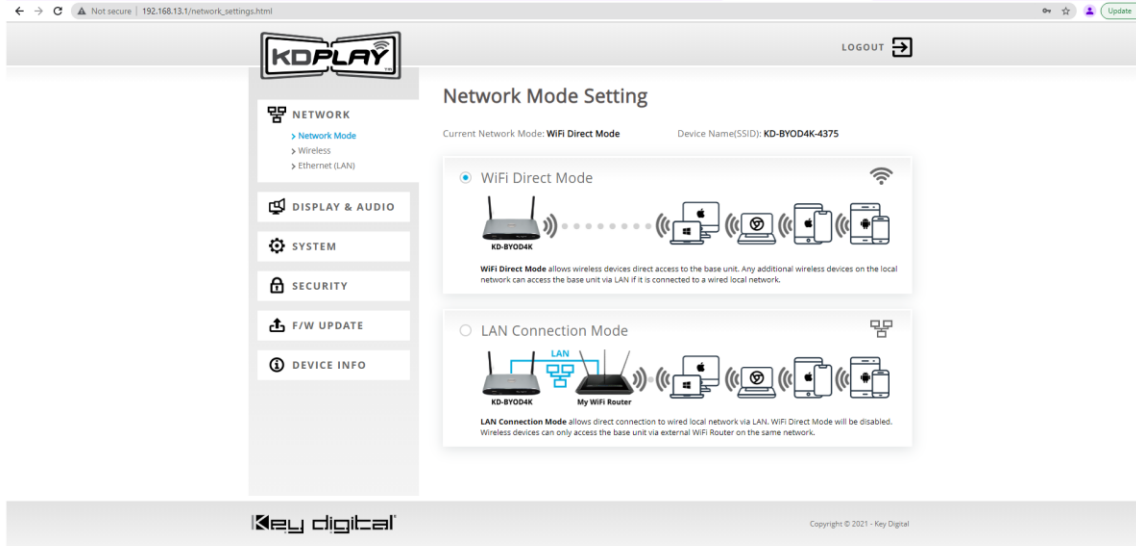 Not secure | 192.168.13.1/network_settings.html
Update
KDPLAY
LOGOUT
NETWORK
Network Mode
Wireless
Ethernet (LAN)
DISPLAY & AUDIO
SYSTEM
SECURITY
F/W UPDATE
DEVICE INFO
Network Mode Setting
Current Network Mode: WiFi Direct Mode Device Name(SSID): KD-BYOD4K-4375
WiFi Direct Mode
KD-BYOD4K
WiFi Direct Mode allows wireless devices direct access to the base unit. Any additional wireless devices on the local
network can access the base unit via LAN if it is connected to a wired local network.
LAN Connection Mode
LAN
KD-BYOD4K My WiFi Router
LAN Connection Mode allows direct connection to wired local network via LAN. WiFi Direct Mode will be disabled.
Wireless devices can only access the base unit via external WiFi Router on the same network.
Key digital
Copyright © 2021 - Key Digital